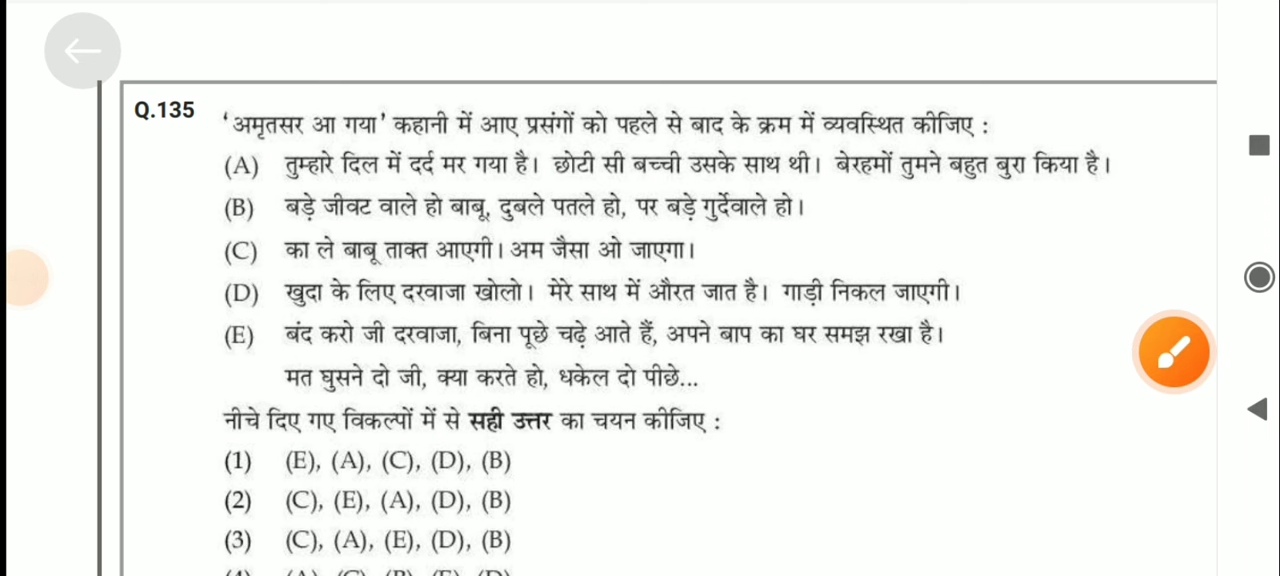 Q.135 'अमृतसर आ गया' कहानी में आए प्रसंगों को पहले से बाद के क्रम में व्यवस्थित कीजिए :
(A) तुम्हारे दिल में दर्द मर गया है। छोटी सी बच्ची उसके साथ थी। बेरहमों तुमने बहुत बुरा किया है।
(B) बड़े जीवट वाले हो बाबू, दुबले पतले हो, पर बड़े गुर्देवाले हो।
(C) का ले बाबू ताक्त आएगी। अम जैसा ओ जाएगा।
(D) खुदा के लिए दरवाजा खोलो। मेरे साथ में औरत जात है। गाड़ी निकल जाएगी।
(E) बंद करो जी दरवाजा, बिना पूछे चढ़े आते हैं, अपने बाप का घर समझ रखा है।
मत घुसने दो जी, क्या करते हो, धकेल दो पीछे...
नीचे दिए गए विकल्पों में से सही उत्तर का चयन कीजिए :
(1) (E), (A), (C), (D), (B)
(2) (C), (E), (A), (D), (B)
(3) (C), (A), (E), (D), (B)